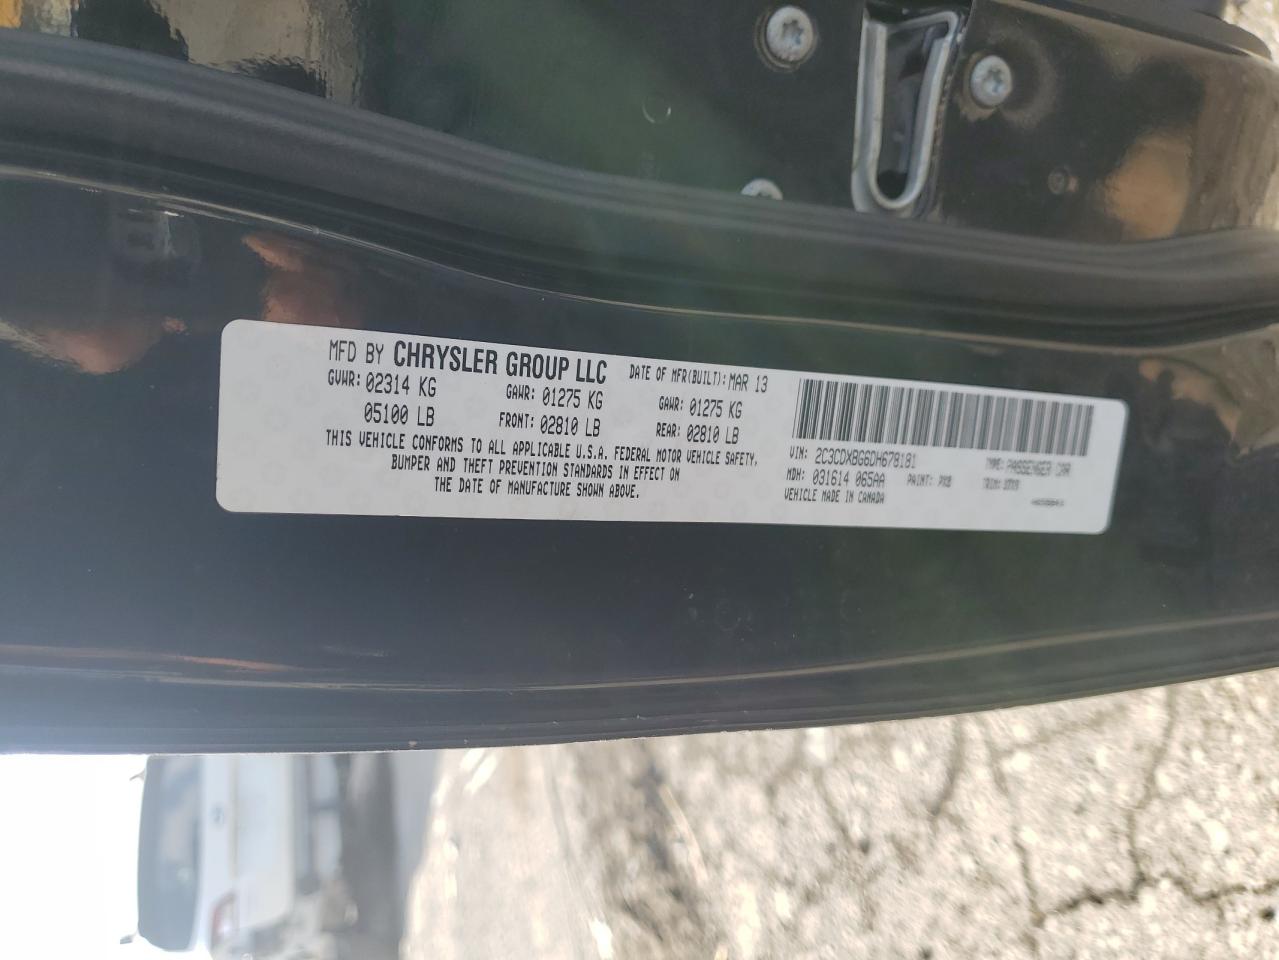 MFD BY CHRYSLER GROUP LLC DATE OF MFR(BUILT): MAR 13
GVWR: 02314 KG GAWR: 01275 KG GAWR: 01275 KG
05100 LB FRONT: 02810 LB REAR: 02810 LB
THIS VEHICLE CONFORMS TO ALL APPLICABLE U.S.A. FEDERAL MOTOR VEHICLE SAFETY,
BUMPER AND THEFT PREVENTION STANDARDS IN EFFECT ON
THE DATE OF MANUFACTURE SHOWN ABOVE.
VIN: 2C3CDXBG6DH678181 TYPE: PASSENGER CAR
MDH: 031614 065AA PAINT: PX8 TRIM:
VEHICLE MADE IN CANADA